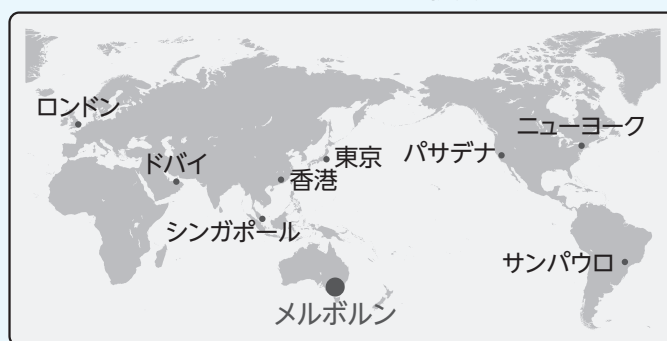 ロンドン
ニューヨーク
ドバイ
東京
パサデナ
香港
シンガポール
サンパウロ
メルボルン